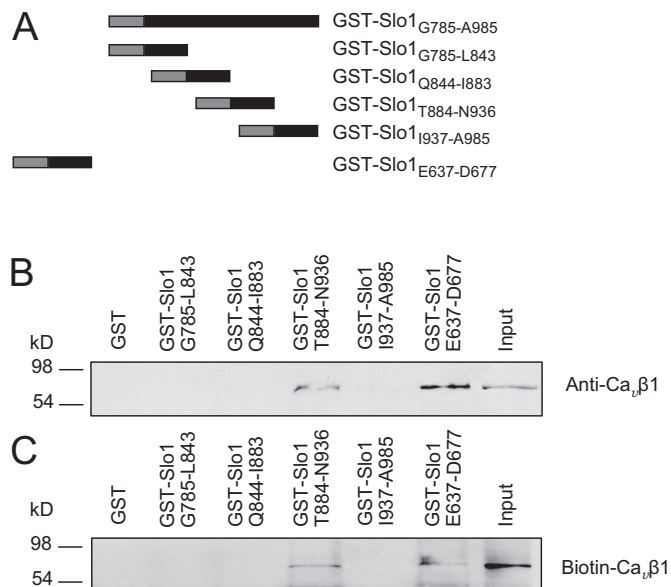 A
GST-Slo1G785-A985
GST-Slo1G785-L843
GST-Slo1Q844-I883
GST-Slo1T884-N936
GST-Slo1I937-A985
GST-Slo1E637-D677
B
kD
GST
GST-Slo1
G785-L843
GST-Slo1
Q844-I883
GST-Slo1
T884-N936
GST-Slo1
I937-A985
GST-Slo1
E637-D677
Input
98
54
Anti-Caᵥβ1
C
kD
GST
GST-Slo1
G785-L843
GST-Slo1
Q844-I883
GST-Slo1
T884-N936
GST-Slo1
I937-A985
GST-Slo1
E637-D677
Input
98
54
Biotin-Caᵥβ1